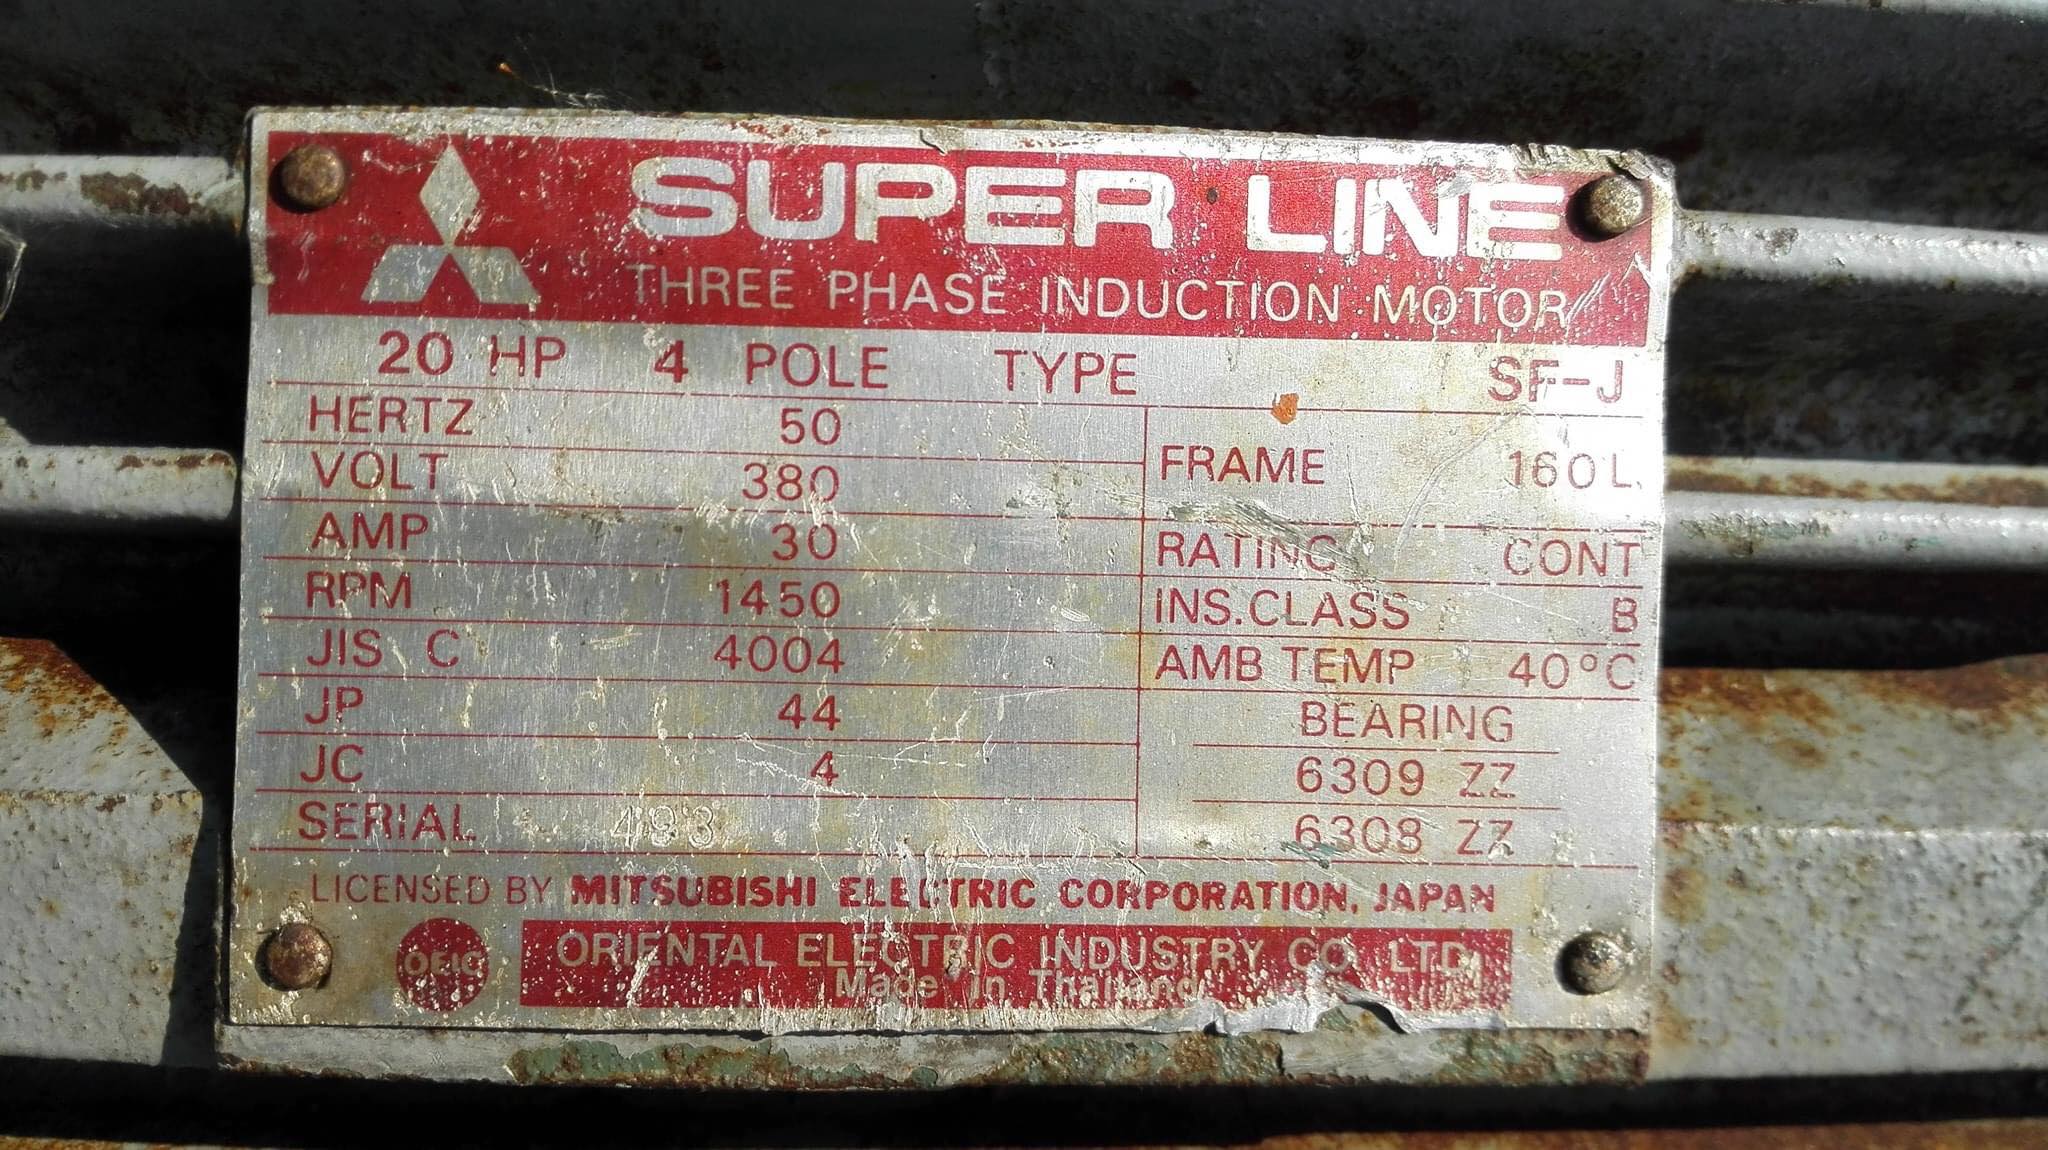 SUPER LINE
THREE PHASE INDUCTION MOTOR
20 HP 4 POLE TYPE SF-J
HERTZ 50
VOLT 380
FRAME 160L
AMP 30
RATING CONT
RPM 1450
INS.CLASS B
JIS C 4004
AMB TEMP 40°C
JP 44
BEARING
JC 4
6309 ZZ
SERIAL 493
6308 ZZ
LICENSED BY MITSUBISHI ELECTRIC CORPORATION, JAPAN
OEIC
ORIENTAL ELECTRIC INDUSTRY CO. LTD.
Made in Thailand